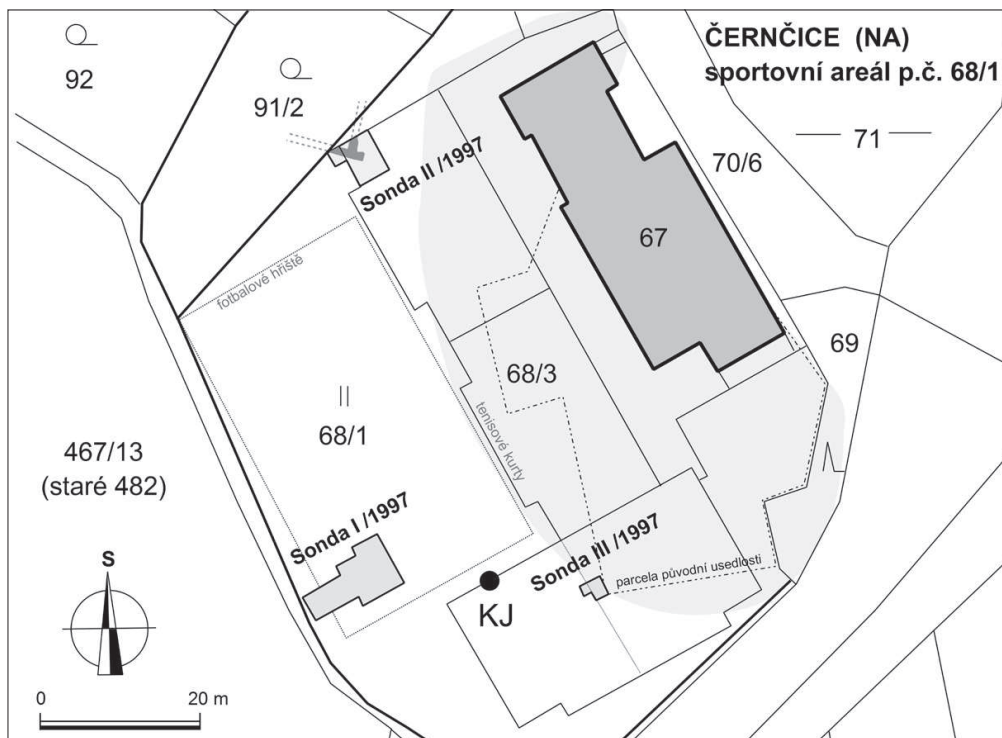 ČERNČICE (NA)
sportovní areál p.č. 68/1
92
91/2
71
70/6
Sonda II /1997
67
fotbalové hřiště
69
68/3
68/1
tenisové kurty
467/13
(staré 482)
Sonda I /1997
Sonda III /1997
parcela původní usedlosti
S
KJ
0
20 m